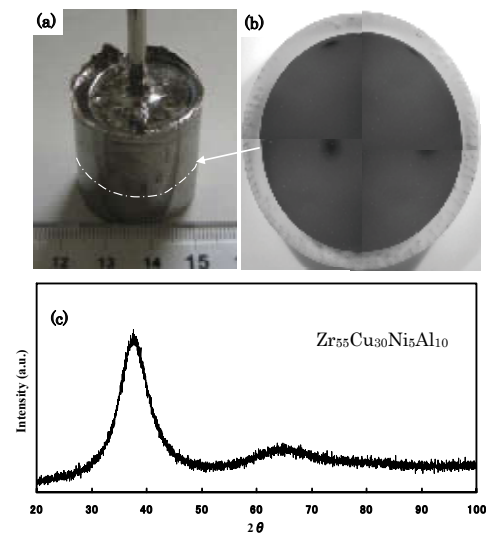 (a)
(b)
12 13 14 15
(c)
Zr₅₅Cu₃₀Ni₅Al₁₀
Intensity (a.u.)
20 30 40 50 60 70 80 90 100
2θ